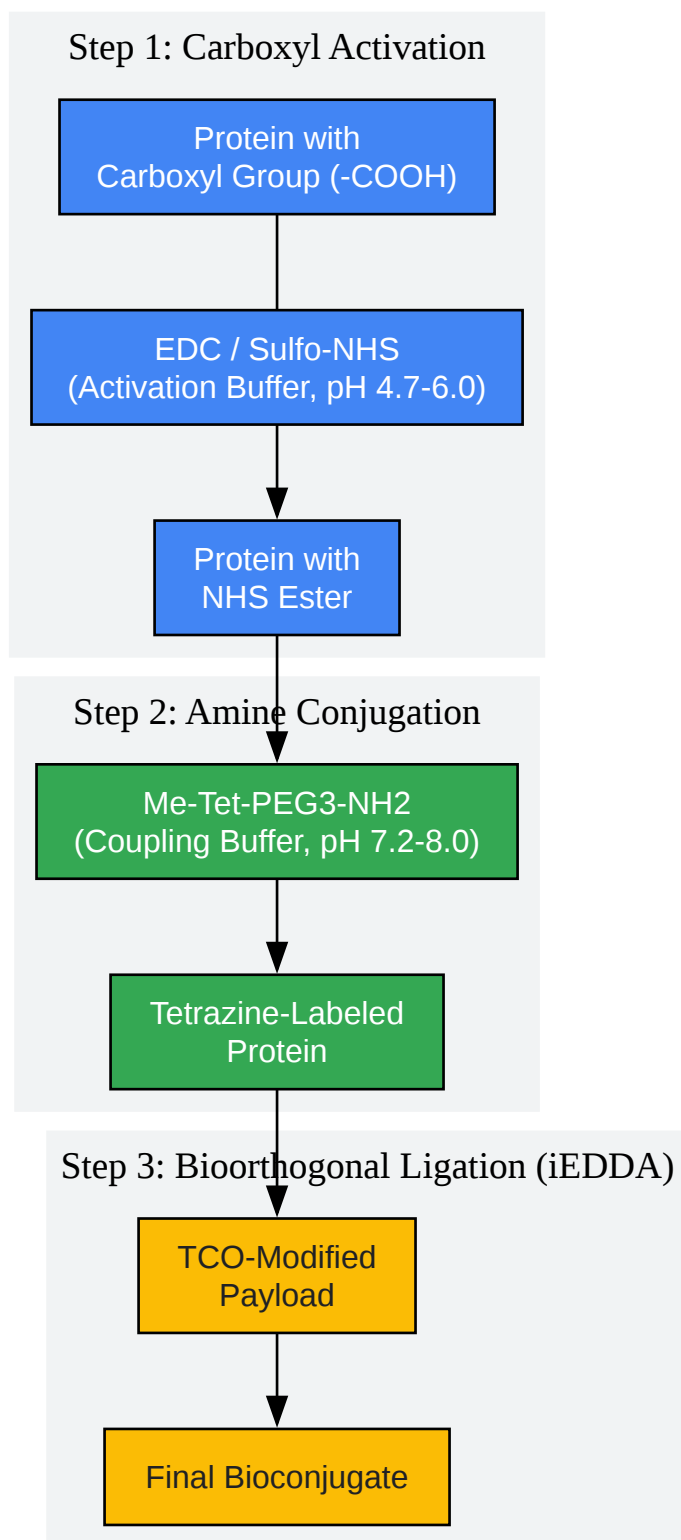 Step 1: Carboxyl Activation
Protein with
Carboxyl Group (-COOH)
EDC / Sulfo-NHS
(Activation Buffer, pH 4.7-6.0)
Protein with
NHS Ester
Step 2: Amine Conjugation
Me-Tet-PEG3-NH2
(Coupling Buffer, pH 7.2-8.0)
Tetrazine-Labeled
Protein
Step 3: Bioorthogonal Ligation (iEDDA)
TCO-Modified
Payload
Final Bioconjugate